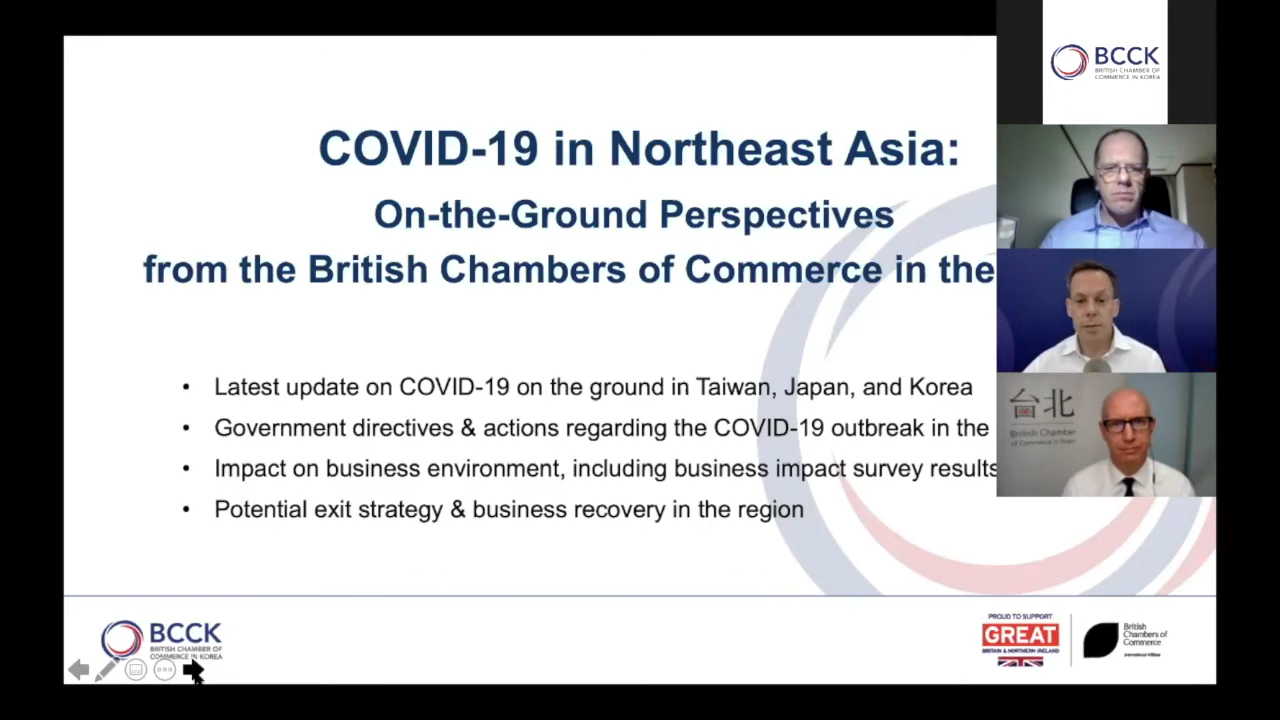 COVID-19 in Northeast Asia:
On-the-Ground Perspectives
from the British Chambers of Commerce in the
• Latest update on COVID-19 on the ground in Taiwan, Japan, and Korea
• Government directives & actions regarding the COVID-19 outbreak in the
• Impact on business environment, including business impact survey results
• Potential exit strategy & business recovery in the region
BCCK
BRITISH CHAMBER OF
COMMERCE IN KOREA
台北
British Chamber
of Commerce in Taipei
BCCK
BRITISH CHAMBER OF
COMMERCE IN KOREA
PROUD TO SUPPORT
GREAT
BRITAIN & NORTHERN IRELAND
British
Chambers of
Commerce